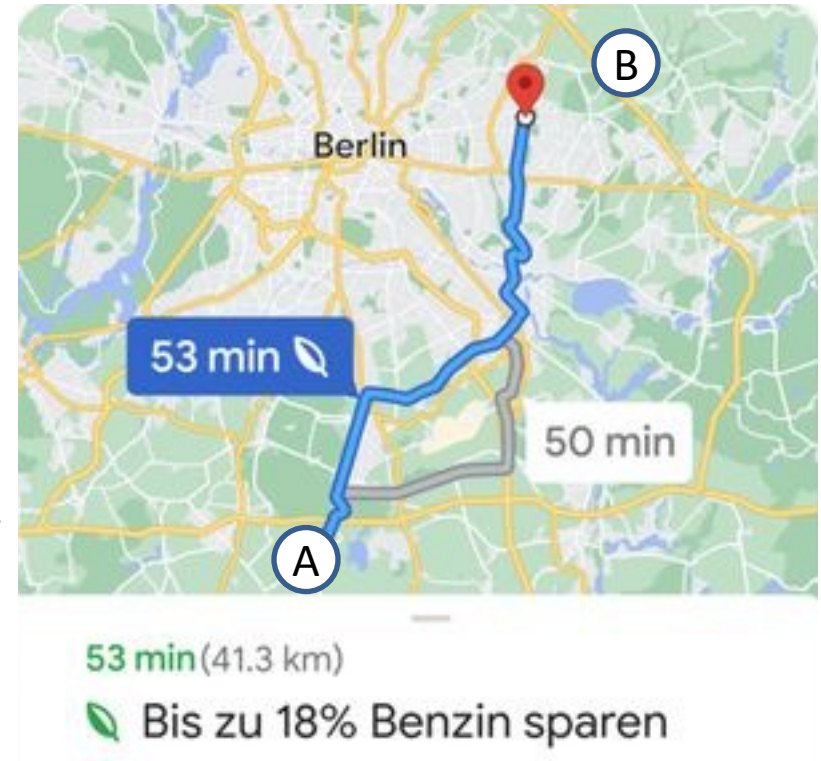 B
Berlin
53 min
50 min
A
53 min (41.3 km)
Bis zu 18% Benzin sparen